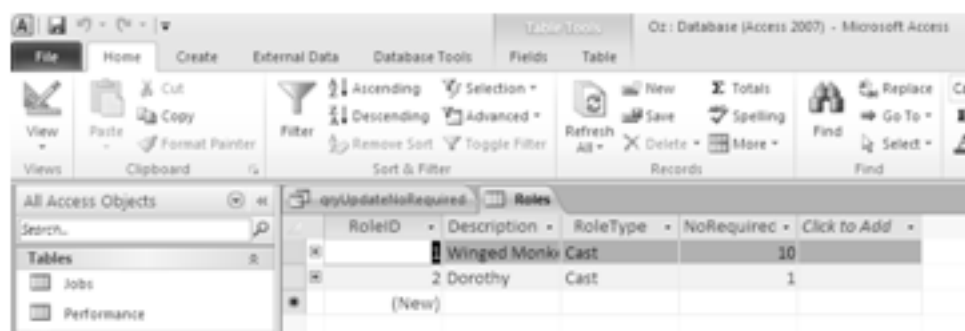 Table Tools Oz : Database (Access 2007) - Microsoft Access
File Home Create External Data Database Tools Fields Table
Cut Ascending Selection New Totals Replace
Copy Descending Advanced Save Spelling Go To
View Paste Format Painter Filter Remove Sort Toggle Filter Refresh All Delete More Find Select
Views Clipboard Sort & Filter Records Find
All Access Objects qryUpdateNoRequired Roles
Search.. RoleID Description RoleType NoRequirec Click to Add
Tables 1 Winged Monk Cast 10
Jobs 2 Dorothy Cast 1
Performance (New)